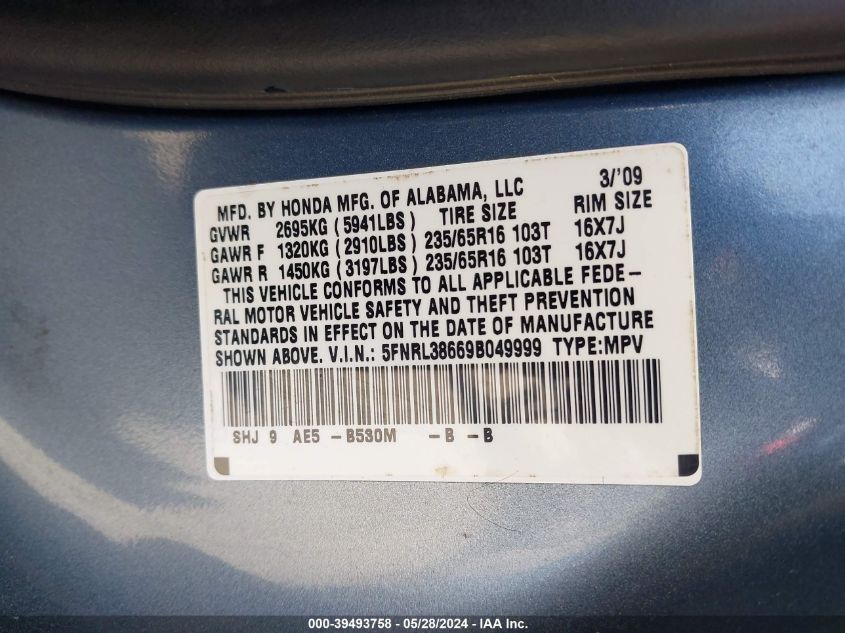 MFD. BY HONDA MFG. OF ALABAMA, LLC 3/'09
GVWR 2695KG (5941LBS) TIRE SIZE RIM SIZE
GAWR F 1320KG (2910LBS) 235/65R16 103T 16X7J
GAWR R 1450KG (3197LBS) 235/65R16 103T 16X7J
THIS VEHICLE CONFORMS TO ALL APPLICABLE FEDE-
RAL MOTOR VEHICLE SAFETY AND THEFT PREVENTION
STANDARDS IN EFFECT ON THE DATE OF MANUFACTURE
SHOWN ABOVE. V.I.N.: 5FNRL38669B049999 TYPE:MPV
SHJ 9 AE5 -B530M -B -B
000-39493758 - 05/28/2024 - IAA Inc.